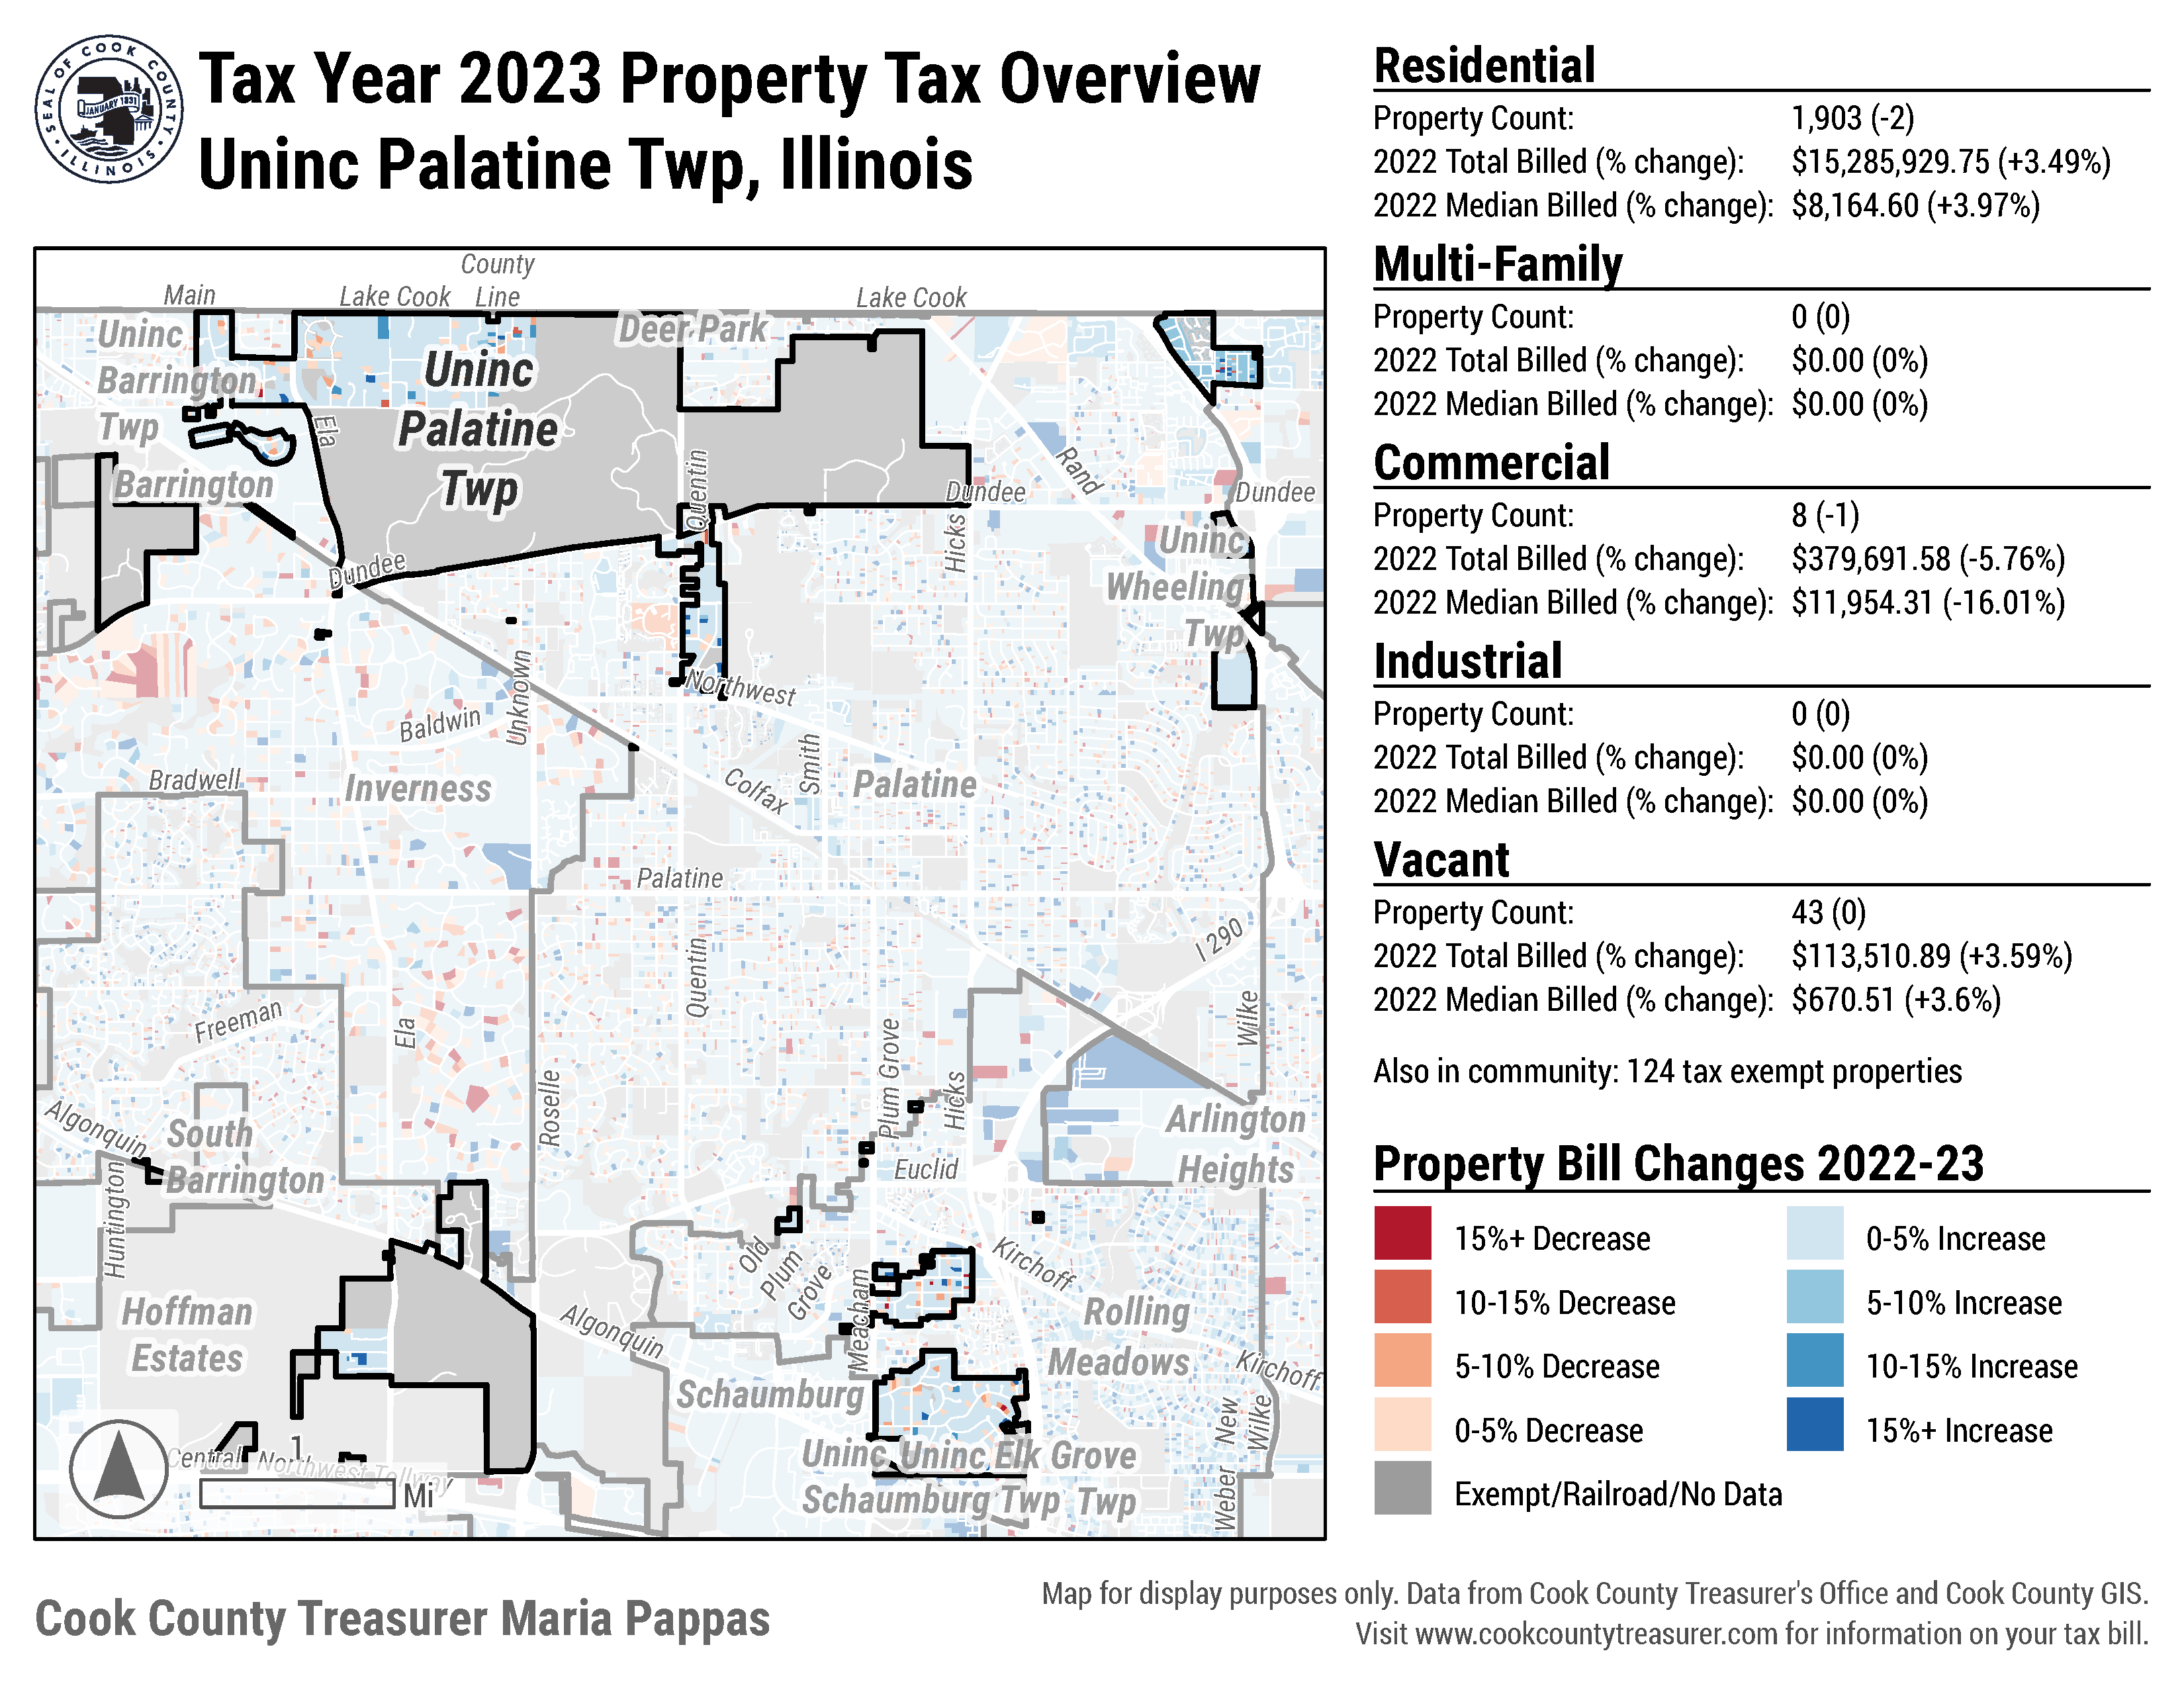 SEAL OF COOK COUNTY
ILLINOIS
JANUARY 1831
Tax Year 2023 Property Tax Overview
Uninc Palatine Twp, Illinois
County
Main
Lake Cook
Line
Lake Cook
Uninc
Barrington
Twp
Barrington
Deer Park
Uninc
Palatine
Twp
Ela
Quentin
Rand
Dundee
Dundee
Dundee
Hicks
Uninc
Wheeling
Twp
Northwest
Unknown
Baldwin
Bradwell
Inverness
Smith
Colfax
Palatine
Palatine
Quentin
I 290
Freeman
Ela
Wilke
Plum Grove
Hicks
Roselle
Algonquin
South
Barrington
Arlington
Heights
Euclid
Huntington
Old
Plum
Grove
Kirchoff
Hoffman
Estates
Meacham
Algonquin
Rolling
Meadows
Kirchoff
Schaumburg
New
Wilke
Weber
Uninc
Schaumburg Twp
Uninc Elk Grove
Twp
Central
Northwest Tollway
1
Mi
Residential
Property Count: 1,903 (-2)
2022 Total Billed (% change): $15,285,929.75 (+3.49%)
2022 Median Billed (% change): $8,164.60 (+3.97%)
Multi-Family
Property Count: 0 (0)
2022 Total Billed (% change): $0.00 (0%)
2022 Median Billed (% change): $0.00 (0%)
Commercial
Property Count: 8 (-1)
2022 Total Billed (% change): $379,691.58 (-5.76%)
2022 Median Billed (% change): $11,954.31 (-16.01%)
Industrial
Property Count: 0 (0)
2022 Total Billed (% change): $0.00 (0%)
2022 Median Billed (% change): $0.00 (0%)
Vacant
Property Count: 43 (0)
2022 Total Billed (% change): $113,510.89 (+3.59%)
2022 Median Billed (% change): $670.51 (+3.6%)
Also in community: 124 tax exempt properties
Property Bill Changes 2022-23
15%+ Decrease
0-5% Increase
10-15% Decrease
5-10% Increase
5-10% Decrease
10-15% Increase
0-5% Decrease
15%+ Increase
Exempt/Railroad/No Data
Cook County Treasurer Maria Pappas
Map for display purposes only. Data from Cook County Treasurer's Office and Cook County GIS.
Visit www.cookcountytreasurer.com for information on your tax bill.